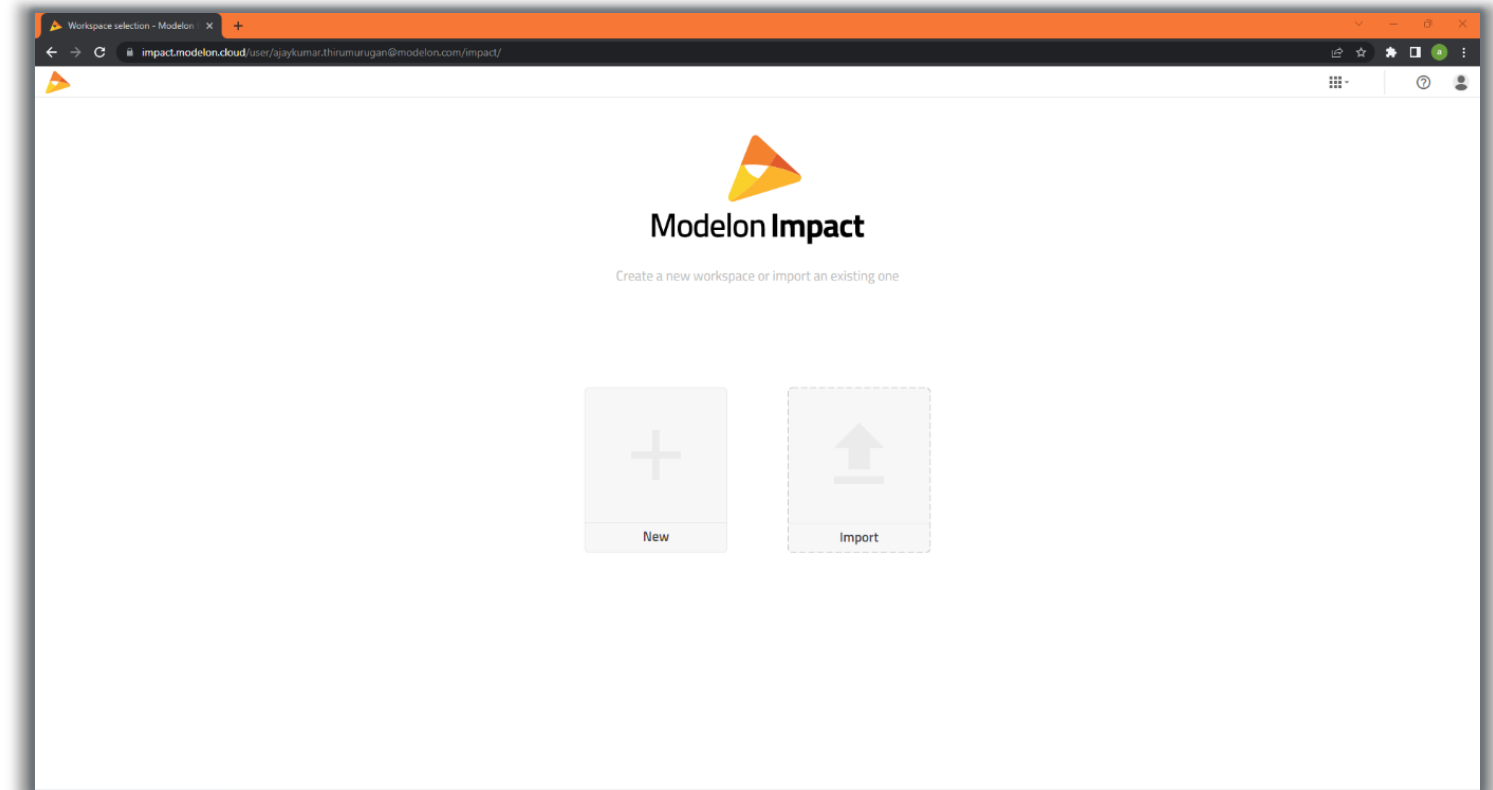 Workspace selection - Modelon
impact.modelon.cloud/user/ajaykumar.thirumurugan@modelon.com/impact/
a
Modelon Impact
Create a new workspace or import an existing one
New
Import